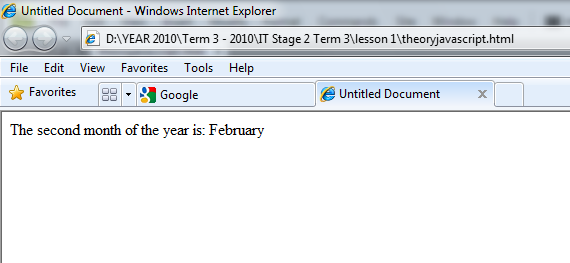 Untitled Document - Windows Internet Explorer
D:\YEAR 2010\Term 3 - 2010\IT Stage 2 Term 3\lesson 1\theoryjavascript.html
File Edit View Favorites Tools Help
Favorites Google Untitled Document
The second month of the year is: February